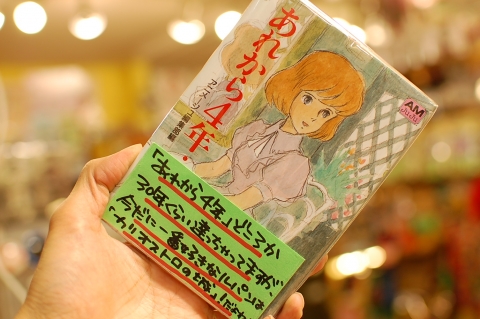 あれから4年・
AM
「あれから4年」どころか
30年くらい経っちゃってますが、
今だに一番好きなルパンは、
カリオストロの城」だよね